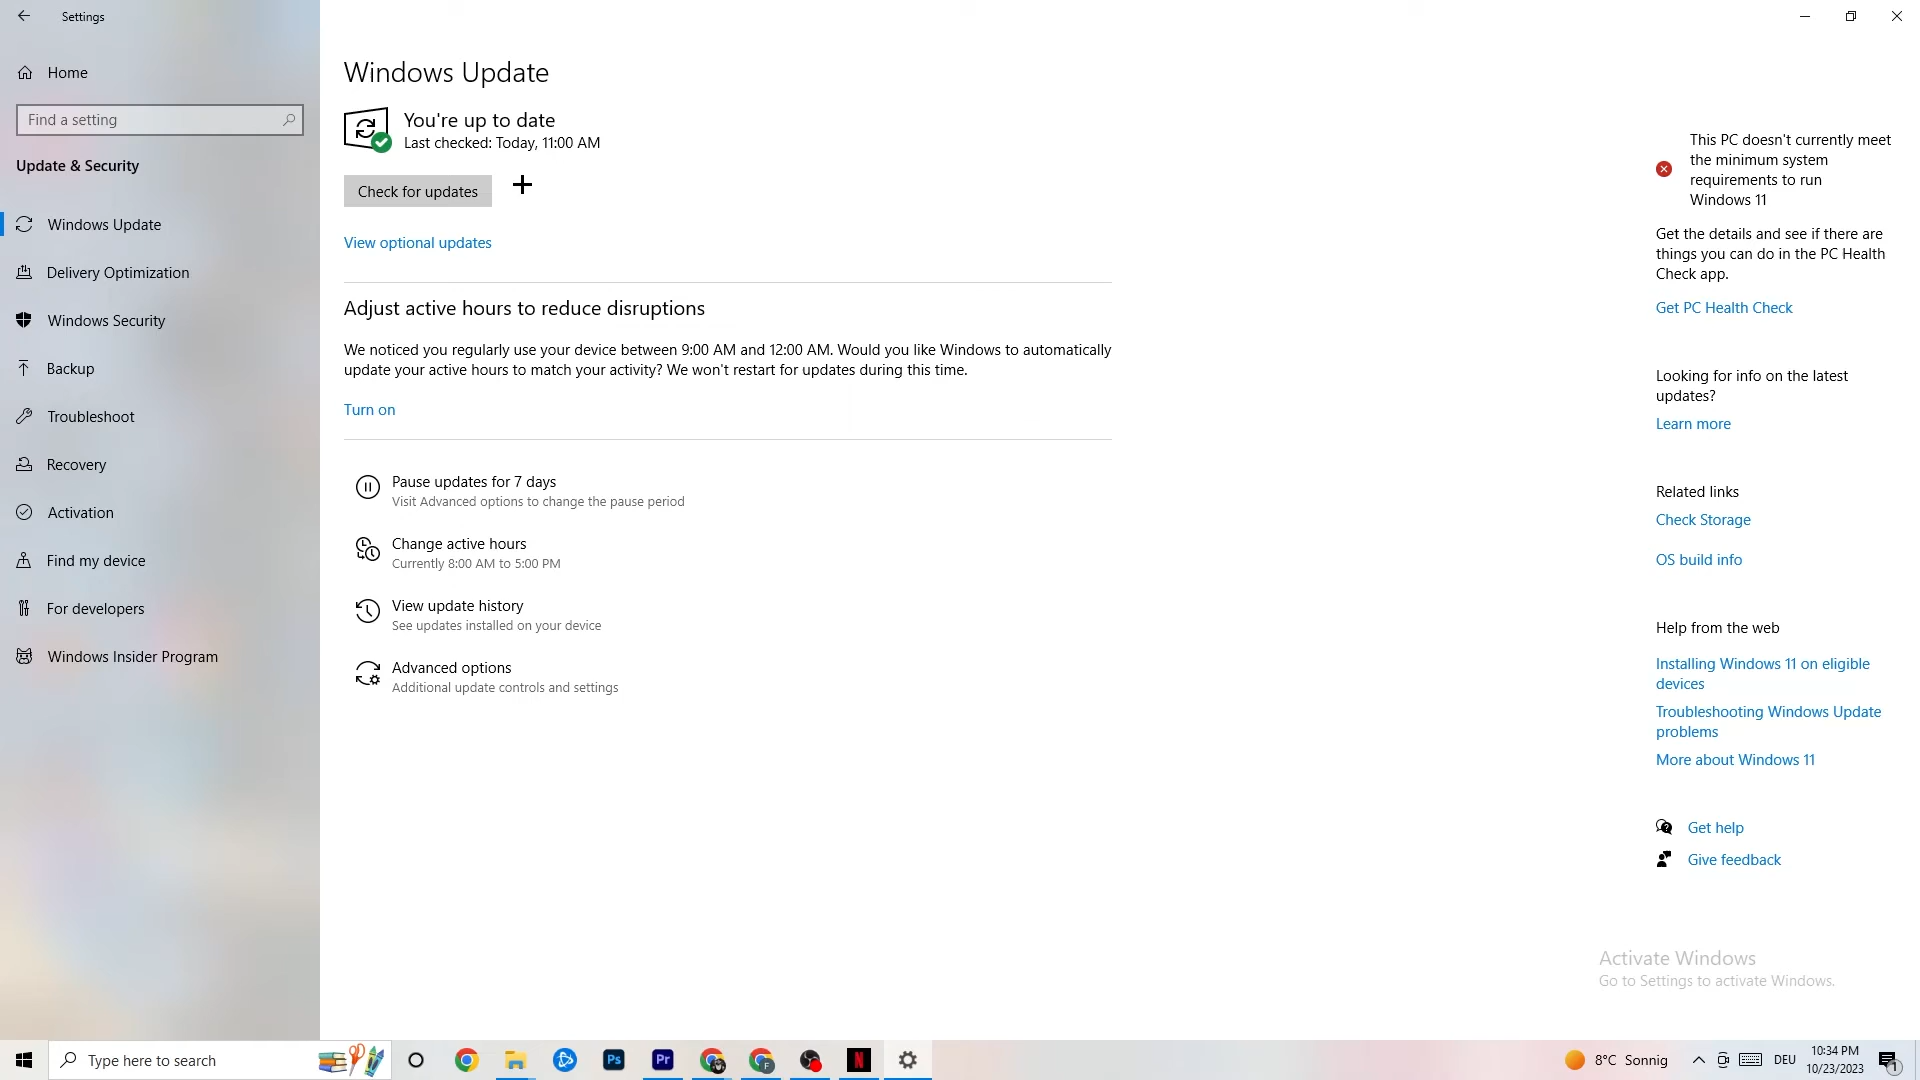 Settings
Home
Find a setting
Update & Security
Windows Update
Delivery Optimization
Windows Security
Backup
Troubleshoot
Recovery
Activation
Find my device
For developers
Windows Insider Program
Windows Update
You're up to date
Last checked: Today, 11:00 AM
Check for updates
View optional updates
Adjust active hours to reduce disruptions
We noticed you regularly use your device between 9:00 AM and 12:00 AM. Would you like Windows to automatically
update your active hours to match your activity? We won't restart for updates during this time.
Turn on
Pause updates for 7 days
Visit Advanced options to change the pause period
Change active hours
Currently 8:00 AM to 5:00 PM
View update history
See updates installed on your device
Advanced options
Additional update controls and settings
This PC doesn't currently meet
the minimum system
requirements to run
Windows 11
Get the details and see if there are
things you can do in the PC Health
Check app.
Get PC Health Check
Looking for info on the latest
updates?
Learn more
Related links
Check Storage
OS build info
Help from the web
Installing Windows 11 on eligible
devices
Troubleshooting Windows Update
problems
More about Windows 11
Get help
Give feedback
Activate Windows
Go to Settings to activate Windows.
Type here to search
Ps
Pr
F
N
8°C Sonnig
DEU
10:34 PM
10/23/2023
1